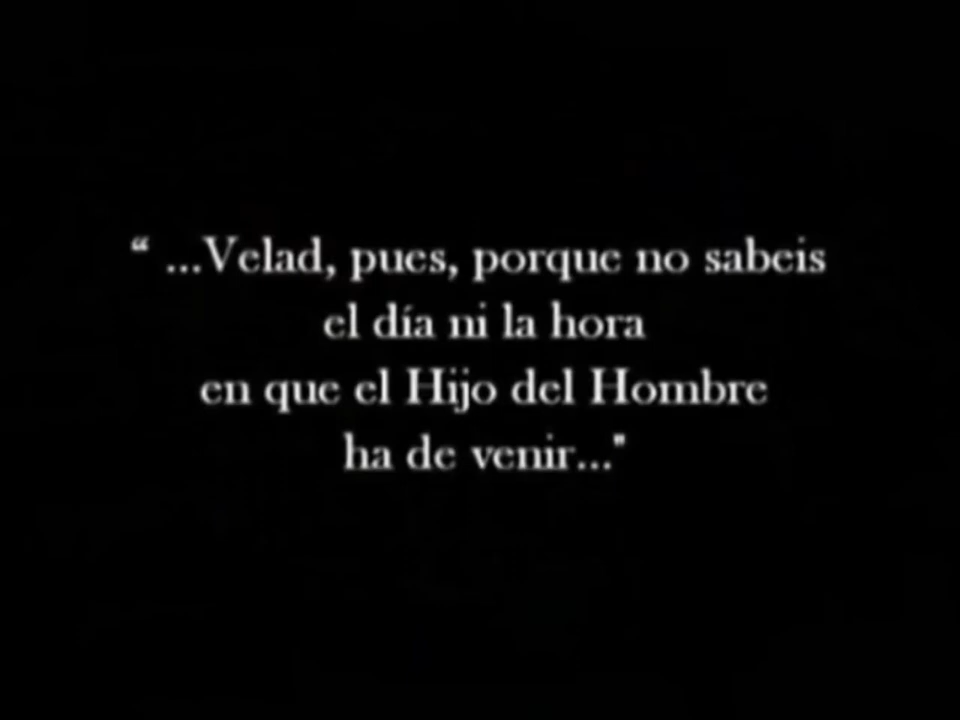 “ ...Velad, pues, porque no sabeis
el día ni la hora
en que el Hijo del Hombre
ha de venir..."